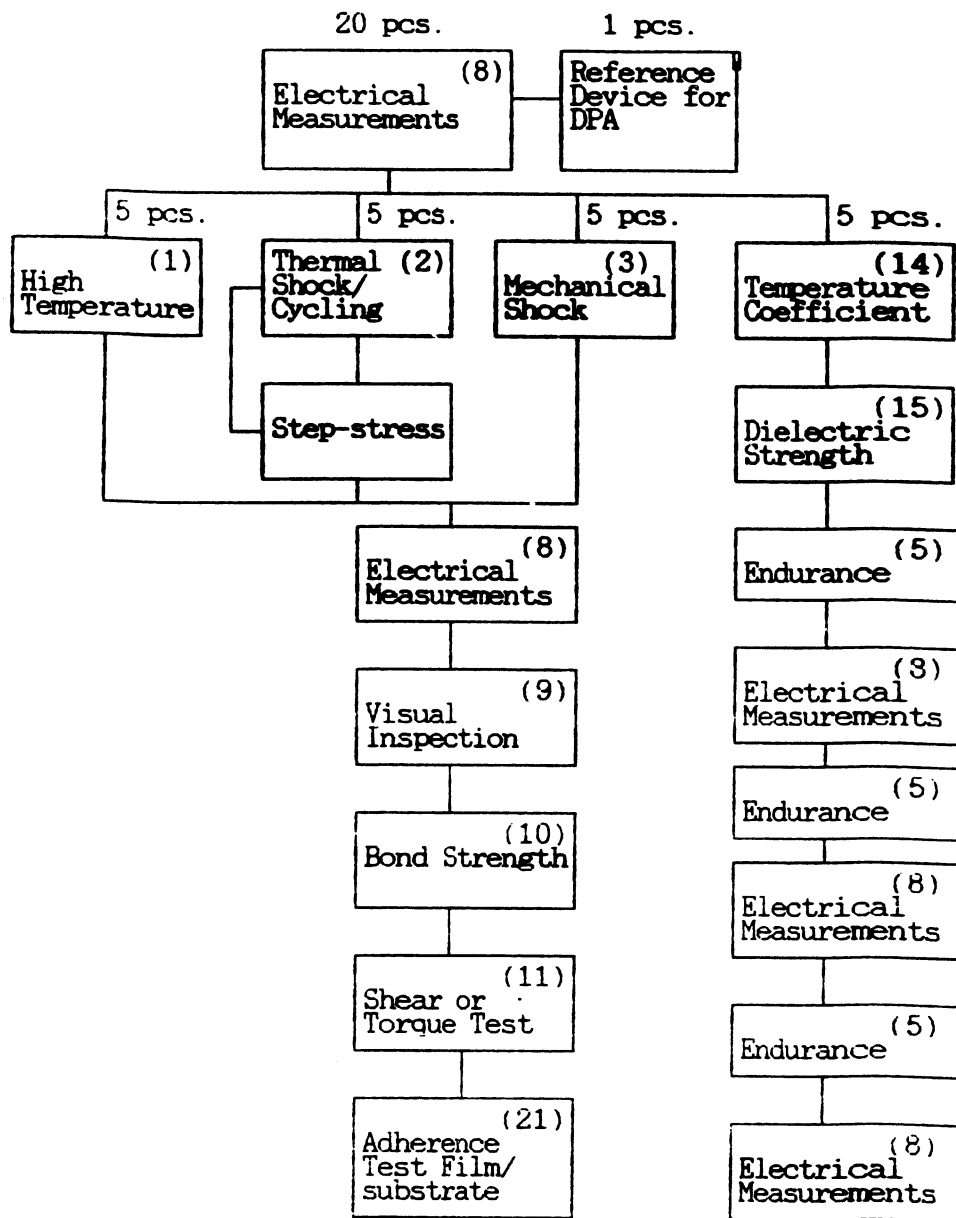 20 pcs.
1 pcs.
(8)
Electrical
Measurements
Reference
Device for
DPA
5 pcs.
5 pcs.
5 pcs.
5 pcs.
(1)
High
Temperature
Thermal (2)
Shock/
Cycling
(3)
Mechanical
Shock
(14)
Temperature
Coefficient
Step-stress
(15)
Dielectric
Strength
(8)
Electrical
Measurements
(5)
Endurance
(9)
Visual
Inspection
(3)
Electrical
Measurements
(5)
Endurance
(10)
Bond Strength
(8)
Electrical
Measurements
(11)
Shear or
Torque Test
(5)
Endurance
(21)
Adherence
Test Film/
substrate
(8)
Electrical
Measurements